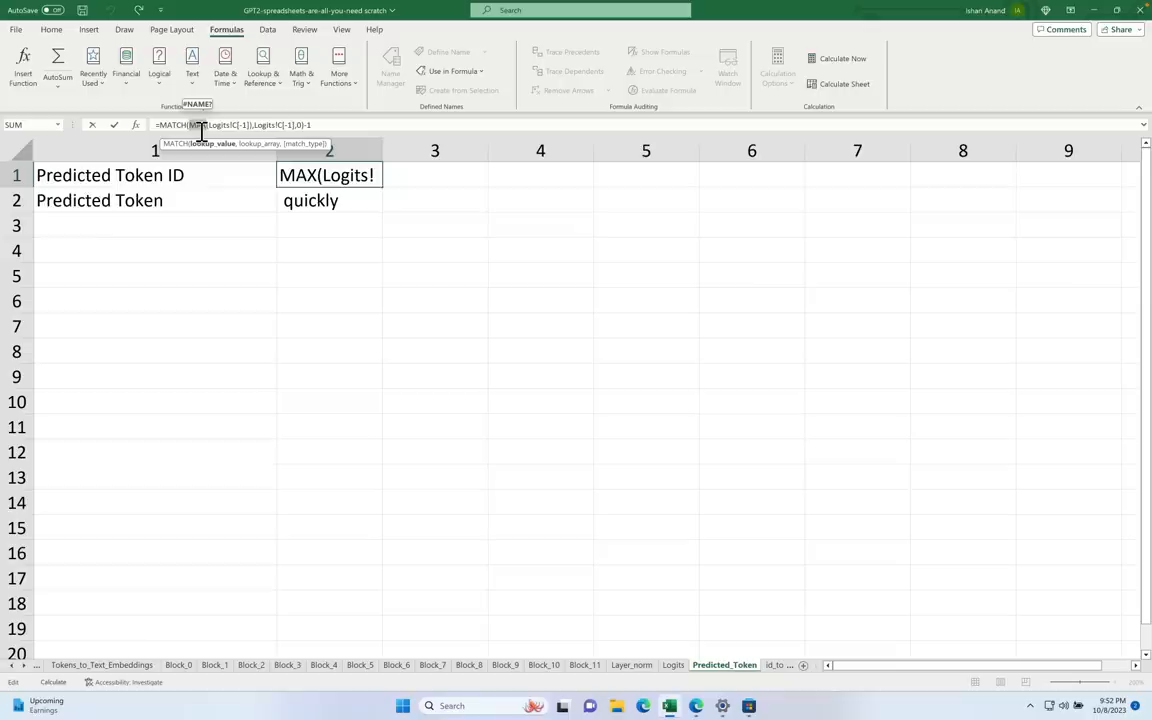 AutoSave Off GPT2-spreadsheets-are-all-you-need scratch Search Ishan Anand IA
File Home Insert Draw Page Layout Formulas Data Review View Help Comments Share
fx Insert Function
AutoSum
Recently Used
Financial
Logical
Text
Date & Time
Lookup & Reference
Math & Trig
More Functions
Name Manager
Define Name
Use in Formula
Create from Selection
Defined Names
Trace Precedents
Trace Dependents
Remove Arrows
Show Formulas
Error Checking
Evaluate Formula
Watch Window
Formula Auditing
Calculation Options
Calculate Now
Calculate Sheet
Calculation
#NAME?
SUM fx =MATCH(MAX(Logits!C[-1]),Logits!C[-1],0)-1
MATCH(lookup_value, lookup_array, [match_type])
1 2 3 4 5 6 7 8 9
1 Predicted Token ID MAX(Logits!
2 Predicted Token quickly
3
4
5
6
7
8
9
10
11
12
13
14
15
16
17
18
19
20
... Tokens_to_Text_Embeddings Block_0 Block_1 Block_2 Block_3 Block_4 Block_5 Block_6 Block_7 Block_8 Block_9 Block_10 Block_11 Layer_norm Logits Predicted_Token id_to ...
Edit Calculate Accessibility: Investigate
Upcoming
Earnings
Search
9:52 PM
10/8/2023
2